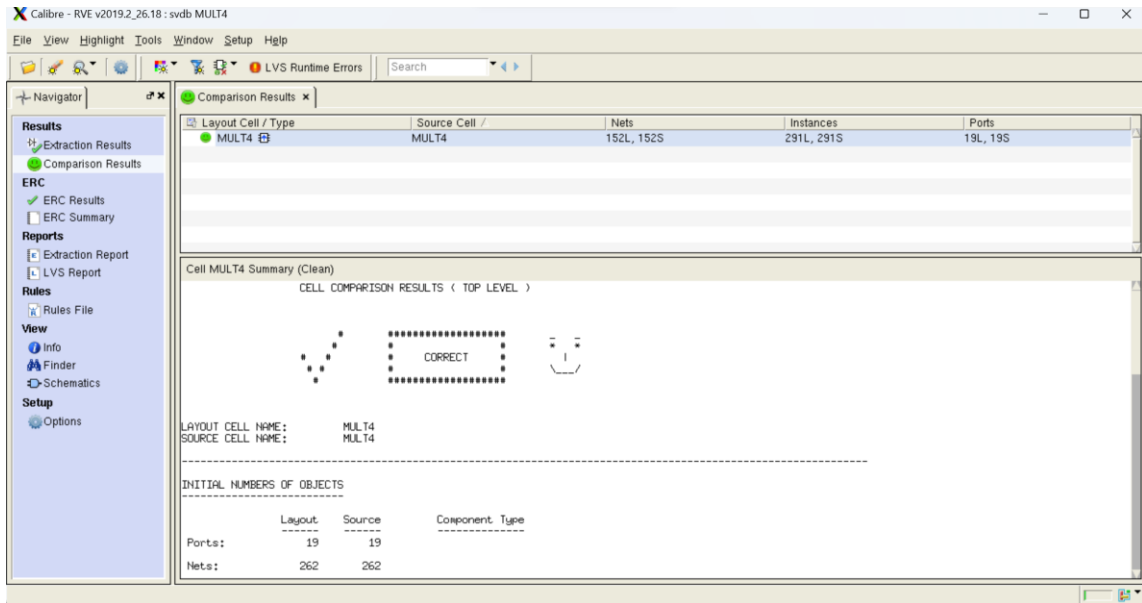 Calibre - RVE v2019.2_26.18 : svdb MULT4
File View Highlight Tools Window Setup Help
LVS Runtime Errors
Search
Navigator
Results
Extraction Results
Comparison Results
ERC
ERC Results
ERC Summary
Reports
Extraction Report
LVS Report
Rules
Rules File
View
Info
Finder
Schematics
Setup
Options
Comparison Results
Layout Cell / Type Source Cell Nets Instances Ports
MULT4 MULT4 152L, 152S 291L, 291S 19L, 19S
Cell MULT4 Summary (Clean)
CELL COMPARISON RESULTS ( TOP LEVEL )
CORRECT
LAYOUT CELL NAME: MULT4
SOURCE CELL NAME: MULT4
INITIAL NUMBERS OF OBJECTS
Layout Source Component Type
Ports: 19 19
Nets: 262 262